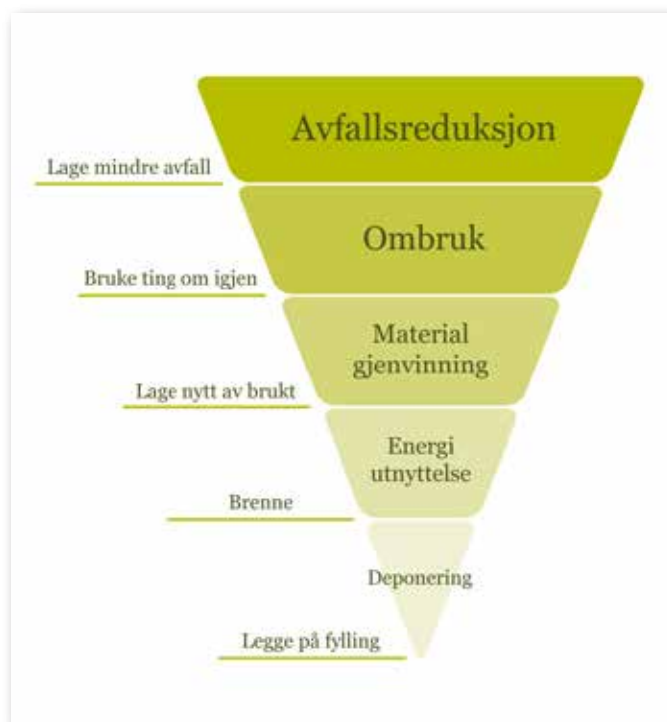 Avfallsreduksjon
Lage mindre avfall
Ombruk
Bruke ting om igjen
Material
gjenvinning
Lage nytt av brukt
Energi
utnyttelse
Brenne
Deponering
Legge på fylling